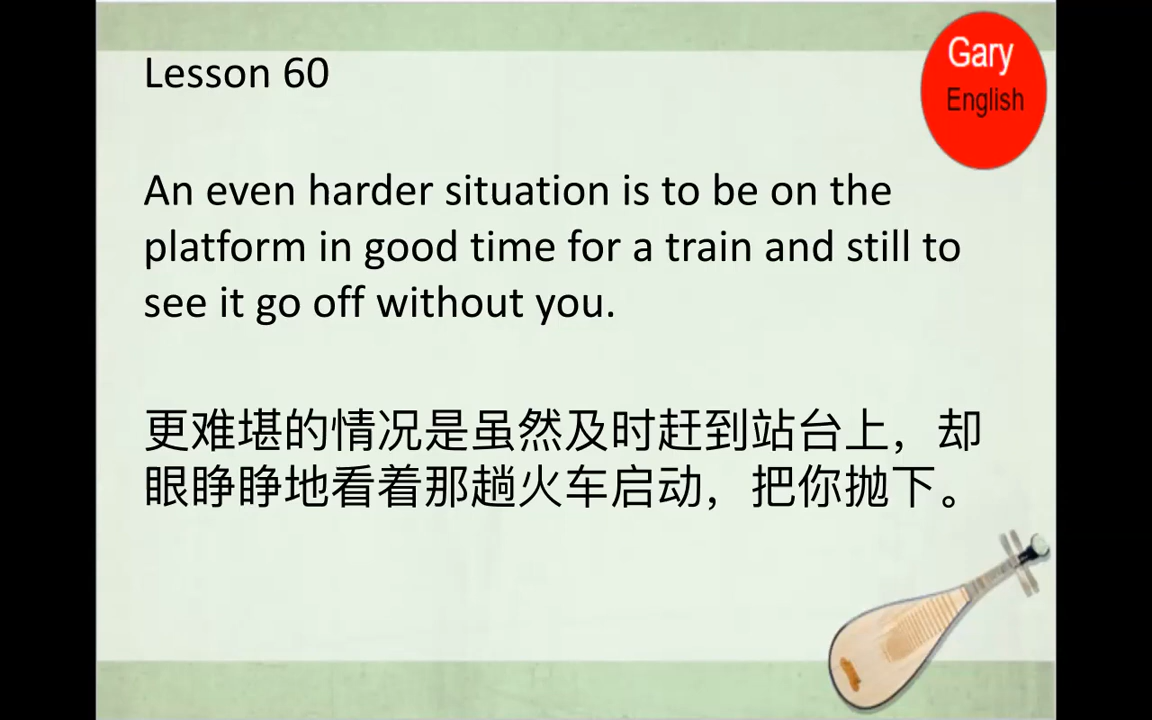 Lesson 60
Gary
English
An even harder situation is to be on the
platform in good time for a train and still to
see it go off without you.
更难堪的情况是虽然及时赶到站台上，却
眼睁睁地看着那趟火车启动，把你抛下。